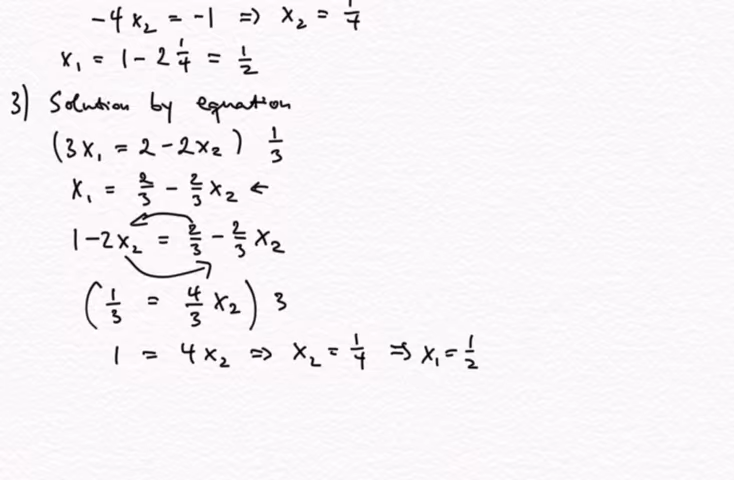 -4x₂ = -1 => x₂ = 1/4
x₁ = 1 - 2 1/4 = 1/2
3) Solution by equation
(3x₁ = 2 - 2x₂) 1/3
x₁ = 2/3 - 2/3 x₂ ←
1 - 2x₂ = 2/3 - 2/3 x₂
(1/3 = 4/3 x₂) 3
1 = 4x₂ => x₂ = 1/4 => x₁ = 1/2